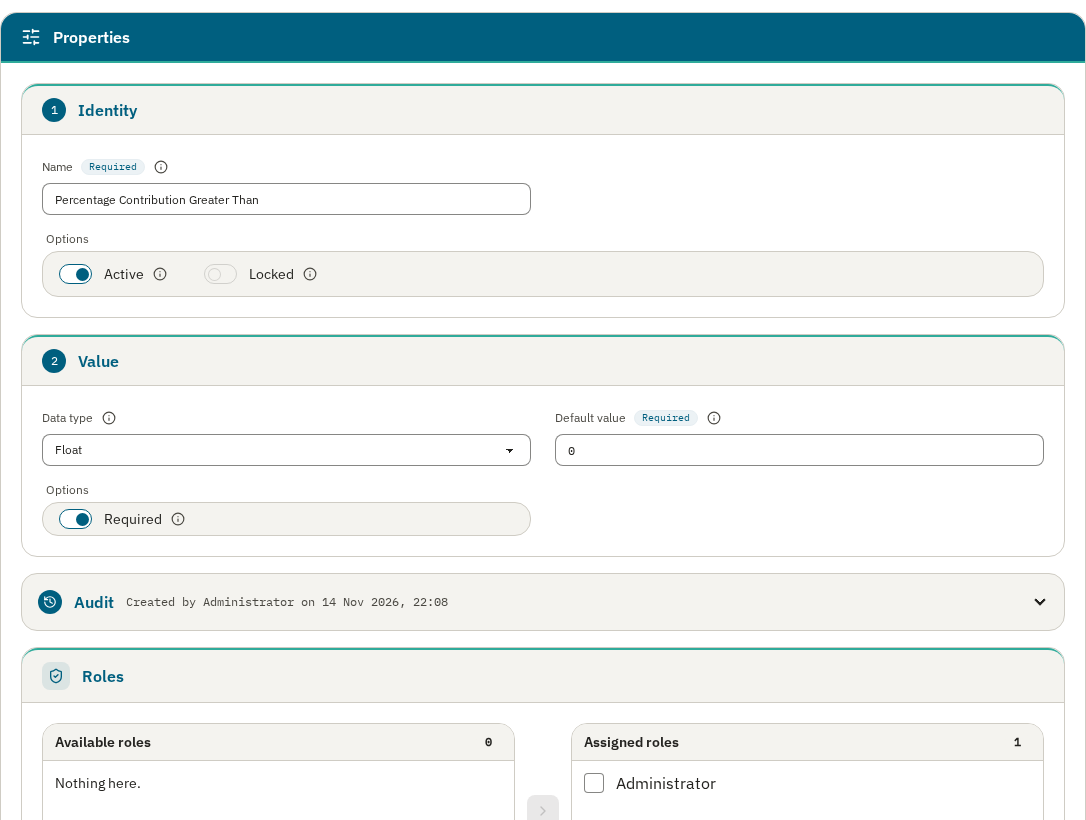 Properties
1 Identity
Name Required
Percentage Contribution Greater Than
Options
Active Locked
2 Value
Data type
Float
Default value Required
0
Options
Required
Audit Created by Administrator on 14 Nov 2026, 22:08
Roles
Available roles 0
Nothing here.
Assigned roles 1
Administrator